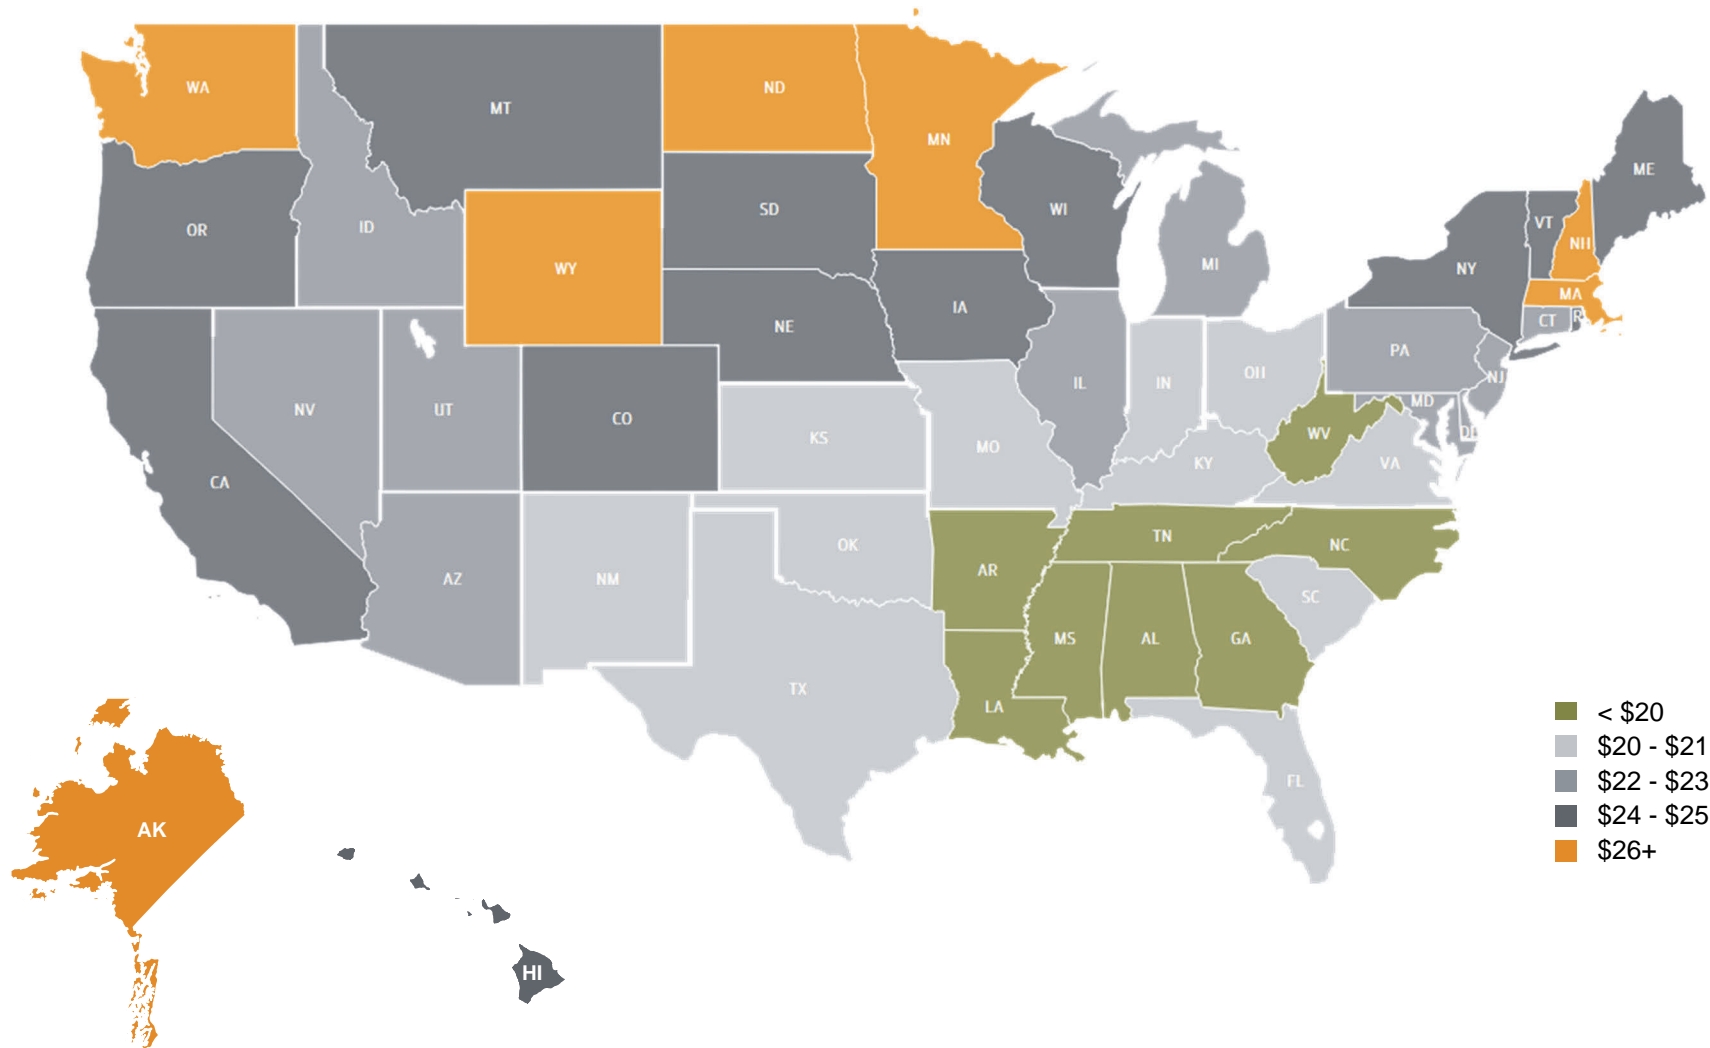 WA
MT
ND
MN
ME
OR
ID
SD
WI
VT
NH
WY
MI
NY
MA
IA
NE
CT
R
PA
NV
UT
CO
IL
IN
OH
NJ
MD
KS
MO
WV
DE
CA
KY
VA
AZ
NM
OK
TN
NC
AR
SC
MS
AL
GA
TX
LA
FL
< $20
$20 - $21
$22 - $23
$24 - $25
$26+
AK
HI